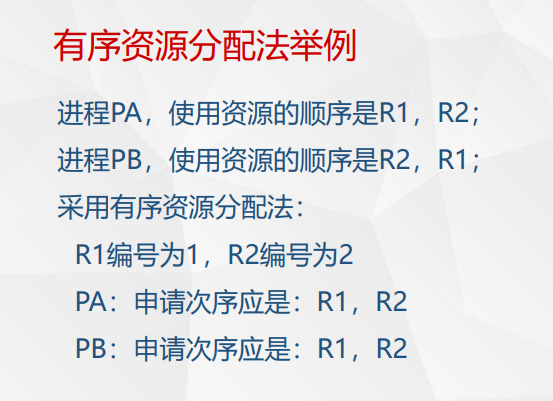 有序资源分配法举例
进程PA，使用资源的顺序是R1，R2；
进程PB，使用资源的顺序是R2，R1；
采用有序资源分配法：
R1编号为1，R2编号为2
PA：申请次序应是：R1，R2
PB：申请次序应是：R1，R2